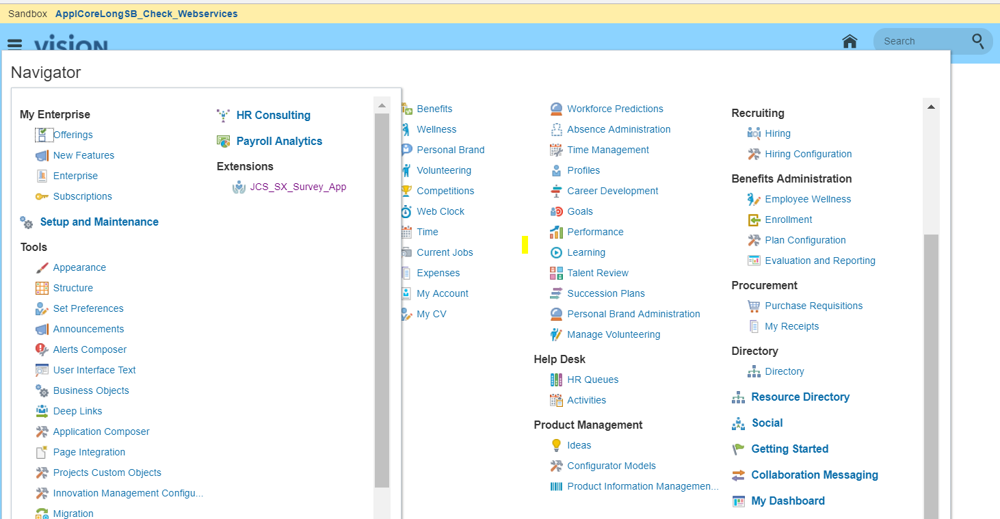 Sandbox ApplCoreLongSB_Check_Webservices
vision
Search
Navigator
My Enterprise
Offerings
New Features
Enterprise
Subscriptions
Setup and Maintenance
Tools
Appearance
Structure
Set Preferences
Announcements
Alerts Composer
User Interface Text
Business Objects
Deep Links
Application Composer
Page Integration
Projects Custom Objects
Innovation Management Configu...
Migration
HR Consulting
Payroll Analytics
Extensions
JCS_SX_Survey_App
Benefits
Wellness
Personal Brand
Volunteering
Competitions
Web Clock
Time
Current Jobs
Expenses
My Account
My CV
Workforce Predictions
Absence Administration
Time Management
Profiles
Career Development
Goals
Performance
Learning
Talent Review
Succession Plans
Personal Brand Administration
Manage Volunteering
Help Desk
HR Queues
Activities
Product Management
Ideas
Configurator Models
Product Information Managemen...
Recruiting
Hiring
Hiring Configuration
Benefits Administration
Employee Wellness
Enrollment
Plan Configuration
Evaluation and Reporting
Procurement
Purchase Requisitions
My Receipts
Directory
Directory
Resource Directory
Social
Getting Started
Collaboration Messaging
My Dashboard